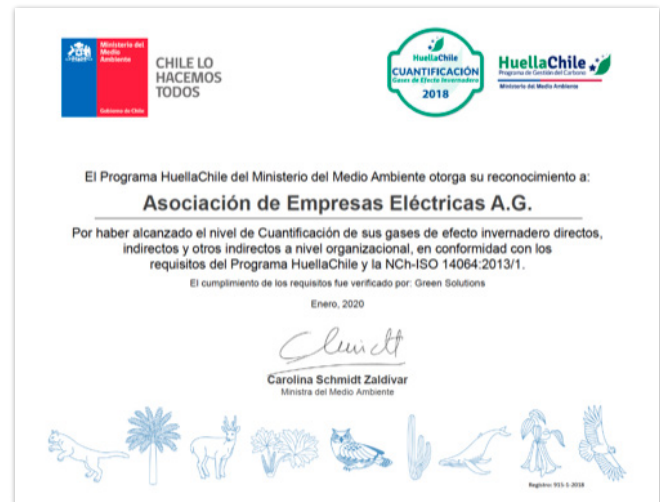 Ministerio del
Medio
Ambiente
Gobierno de Chile
CHILE LO
HACEMOS
TODOS
HuellaChile
CUANTIFICACIÓN
Gases de Efecto Invernadero
2018
HuellaChile
Programa de Gestión del Carbono
Ministerio del Medio Ambiente
El Programa HuellaChile del Ministerio del Medio Ambiente otorga su reconocimiento a:
Asociación de Empresas Eléctricas A.G.
Por haber alcanzado el nivel de Cuantificación de sus gases de efecto invernadero directos,
indirectos y otros indirectos a nivel organizacional, en conformidad con los
requisitos del Programa HuellaChile y la NCh-ISO 14064:2013/1.
El cumplimiento de los requisitos fue verificado por: Green Solutions
Enero, 2020
Carolina Schmidt Zaldívar
Ministra del Medio Ambiente
Registro: 915-1-2018